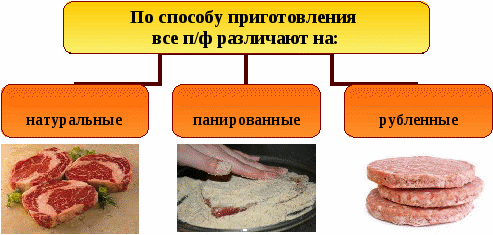 По способу приготовления
все п/ф различают на:
натуральные
панированные
рубленные